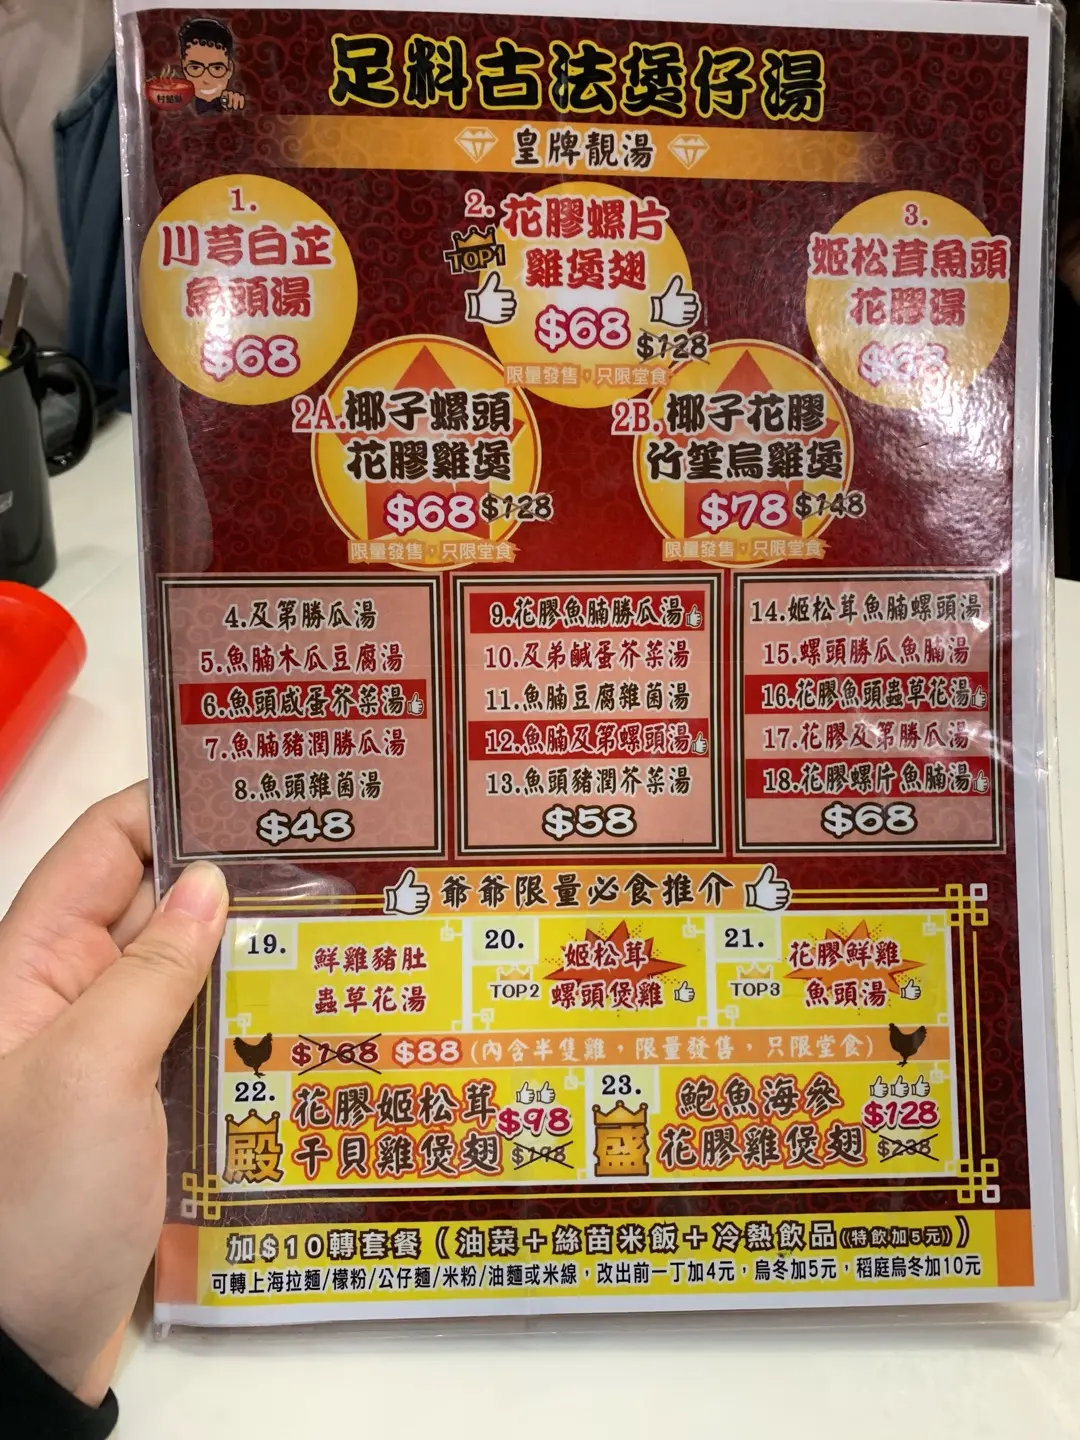 足料古法煲仔湯
皇牌靚湯
1.
川芎白芷
魚頭湯
$68
2.花膠螺片
TOP1
雞煲翅
$68 $128
限量發售，只限堂食
3.
姬松茸魚頭
花膠湯
$68
2A.椰子螺頭
花膠雞煲
$68 $128
限量發售，只限堂食
2B.椰子花膠
竹笙烏雞煲
$78 $148
限量發售，只限堂食
4.及第勝瓜湯
5.魚腩木瓜豆腐湯
6.魚頭咸蛋芥菜湯
7.魚腩豬潤勝瓜湯
8.魚頭雜菌湯
$48
9.花膠魚腩勝瓜湯
10.及弟鹹蛋芥菜湯
11.魚腩豆腐雜菌湯
12.魚腩及第螺頭湯
13.魚頭豬潤芥菜湯
$58
14.姬松茸魚腩螺頭湯
15.螺頭勝瓜魚腩湯
16.花膠魚頭蟲草花湯
17.花膠及第勝瓜湯
18.花膠螺片魚腩湯
$68
爺爺限量必食推介
19.
鮮雞豬肚
蟲草花湯
20.
TOP2
姬松茸
螺頭煲雞
21.
TOP3
花膠鮮雞
魚頭湯
$168 $88 (內含半隻雞，限量發售，只限堂食)
22.
殿
花膠姬松茸
干貝雞煲翅
$98
$198
23.
盛
鮑魚海參
花膠雞煲翅
$128
$238
加$10轉套餐（油菜＋絲苗米飯＋冷熱飲品(特飲加5元)）
可轉上海拉麵/檬粉/公仔麵/米粉/油麵或米線，改出前一丁加4元，烏冬加5元，稻庭烏冬加10元